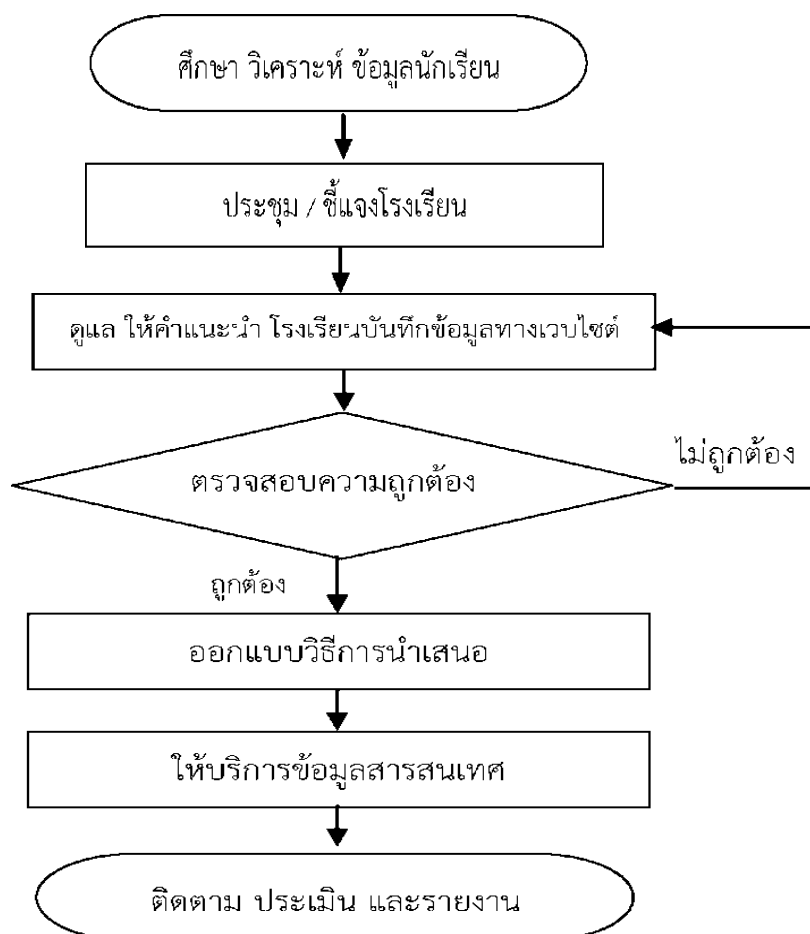 ศึกษา วิเคราะห์ ข้อมูลนักเรียน
ประชุม / ชี้แจงโรงเรียน
ดูแล ให้คำแนะนำ โรงเรียนบันทึกข้อมูลทางเวบไซต์
ไม่ถูกต้อง
ตรวจสอบความถูกต้อง
ถูกต้อง
ออกแบบวิธีการนำเสนอ
ให้บริการข้อมูลสารสนเทศ
ติดตาม ประเมิน และรายงาน